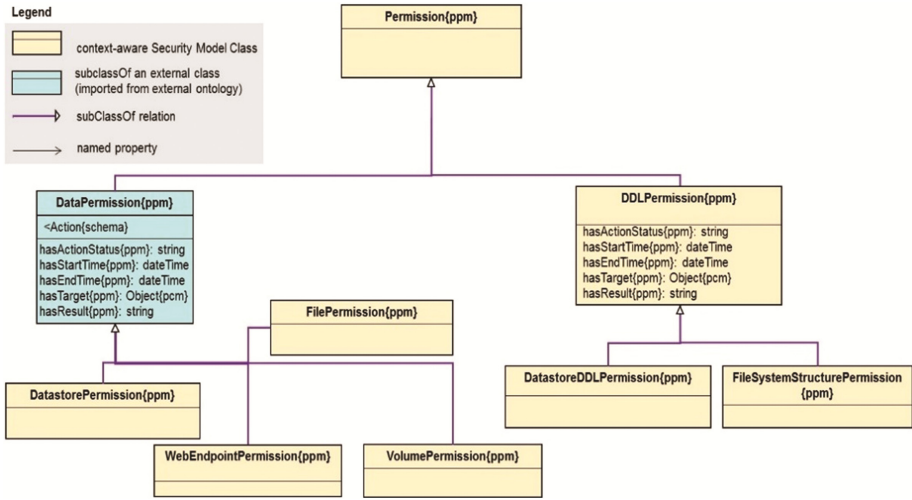 Legend
context-aware Security Model Class
subclassOf an external class
(imported from external ontology)
subClassOf relation
named property
Permission{ppm}
DataPermission{ppm}
<Action{schema}
hasActionStatus{ppm}: string
hasStartTime{ppm}: dateTime
hasEndTime{ppm}: dateTime
hasTarget{ppm}: Object{pcm}
hasResult{ppm}: string
DDLPermission{ppm}
hasActionStatus{ppm}: string
hasStartTime{ppm}: dateTime
hasEndTime{ppm}: dateTime
hasTarget{ppm}: Object{pcm}
hasResult{ppm}: string
FilePermission{ppm}
DatastorePermission{ppm}
WebEndpointPermission{ppm}
VolumePermission{ppm}
DatastoreDDLPermission{ppm}
FileSystemStructurePermission
{ppm}